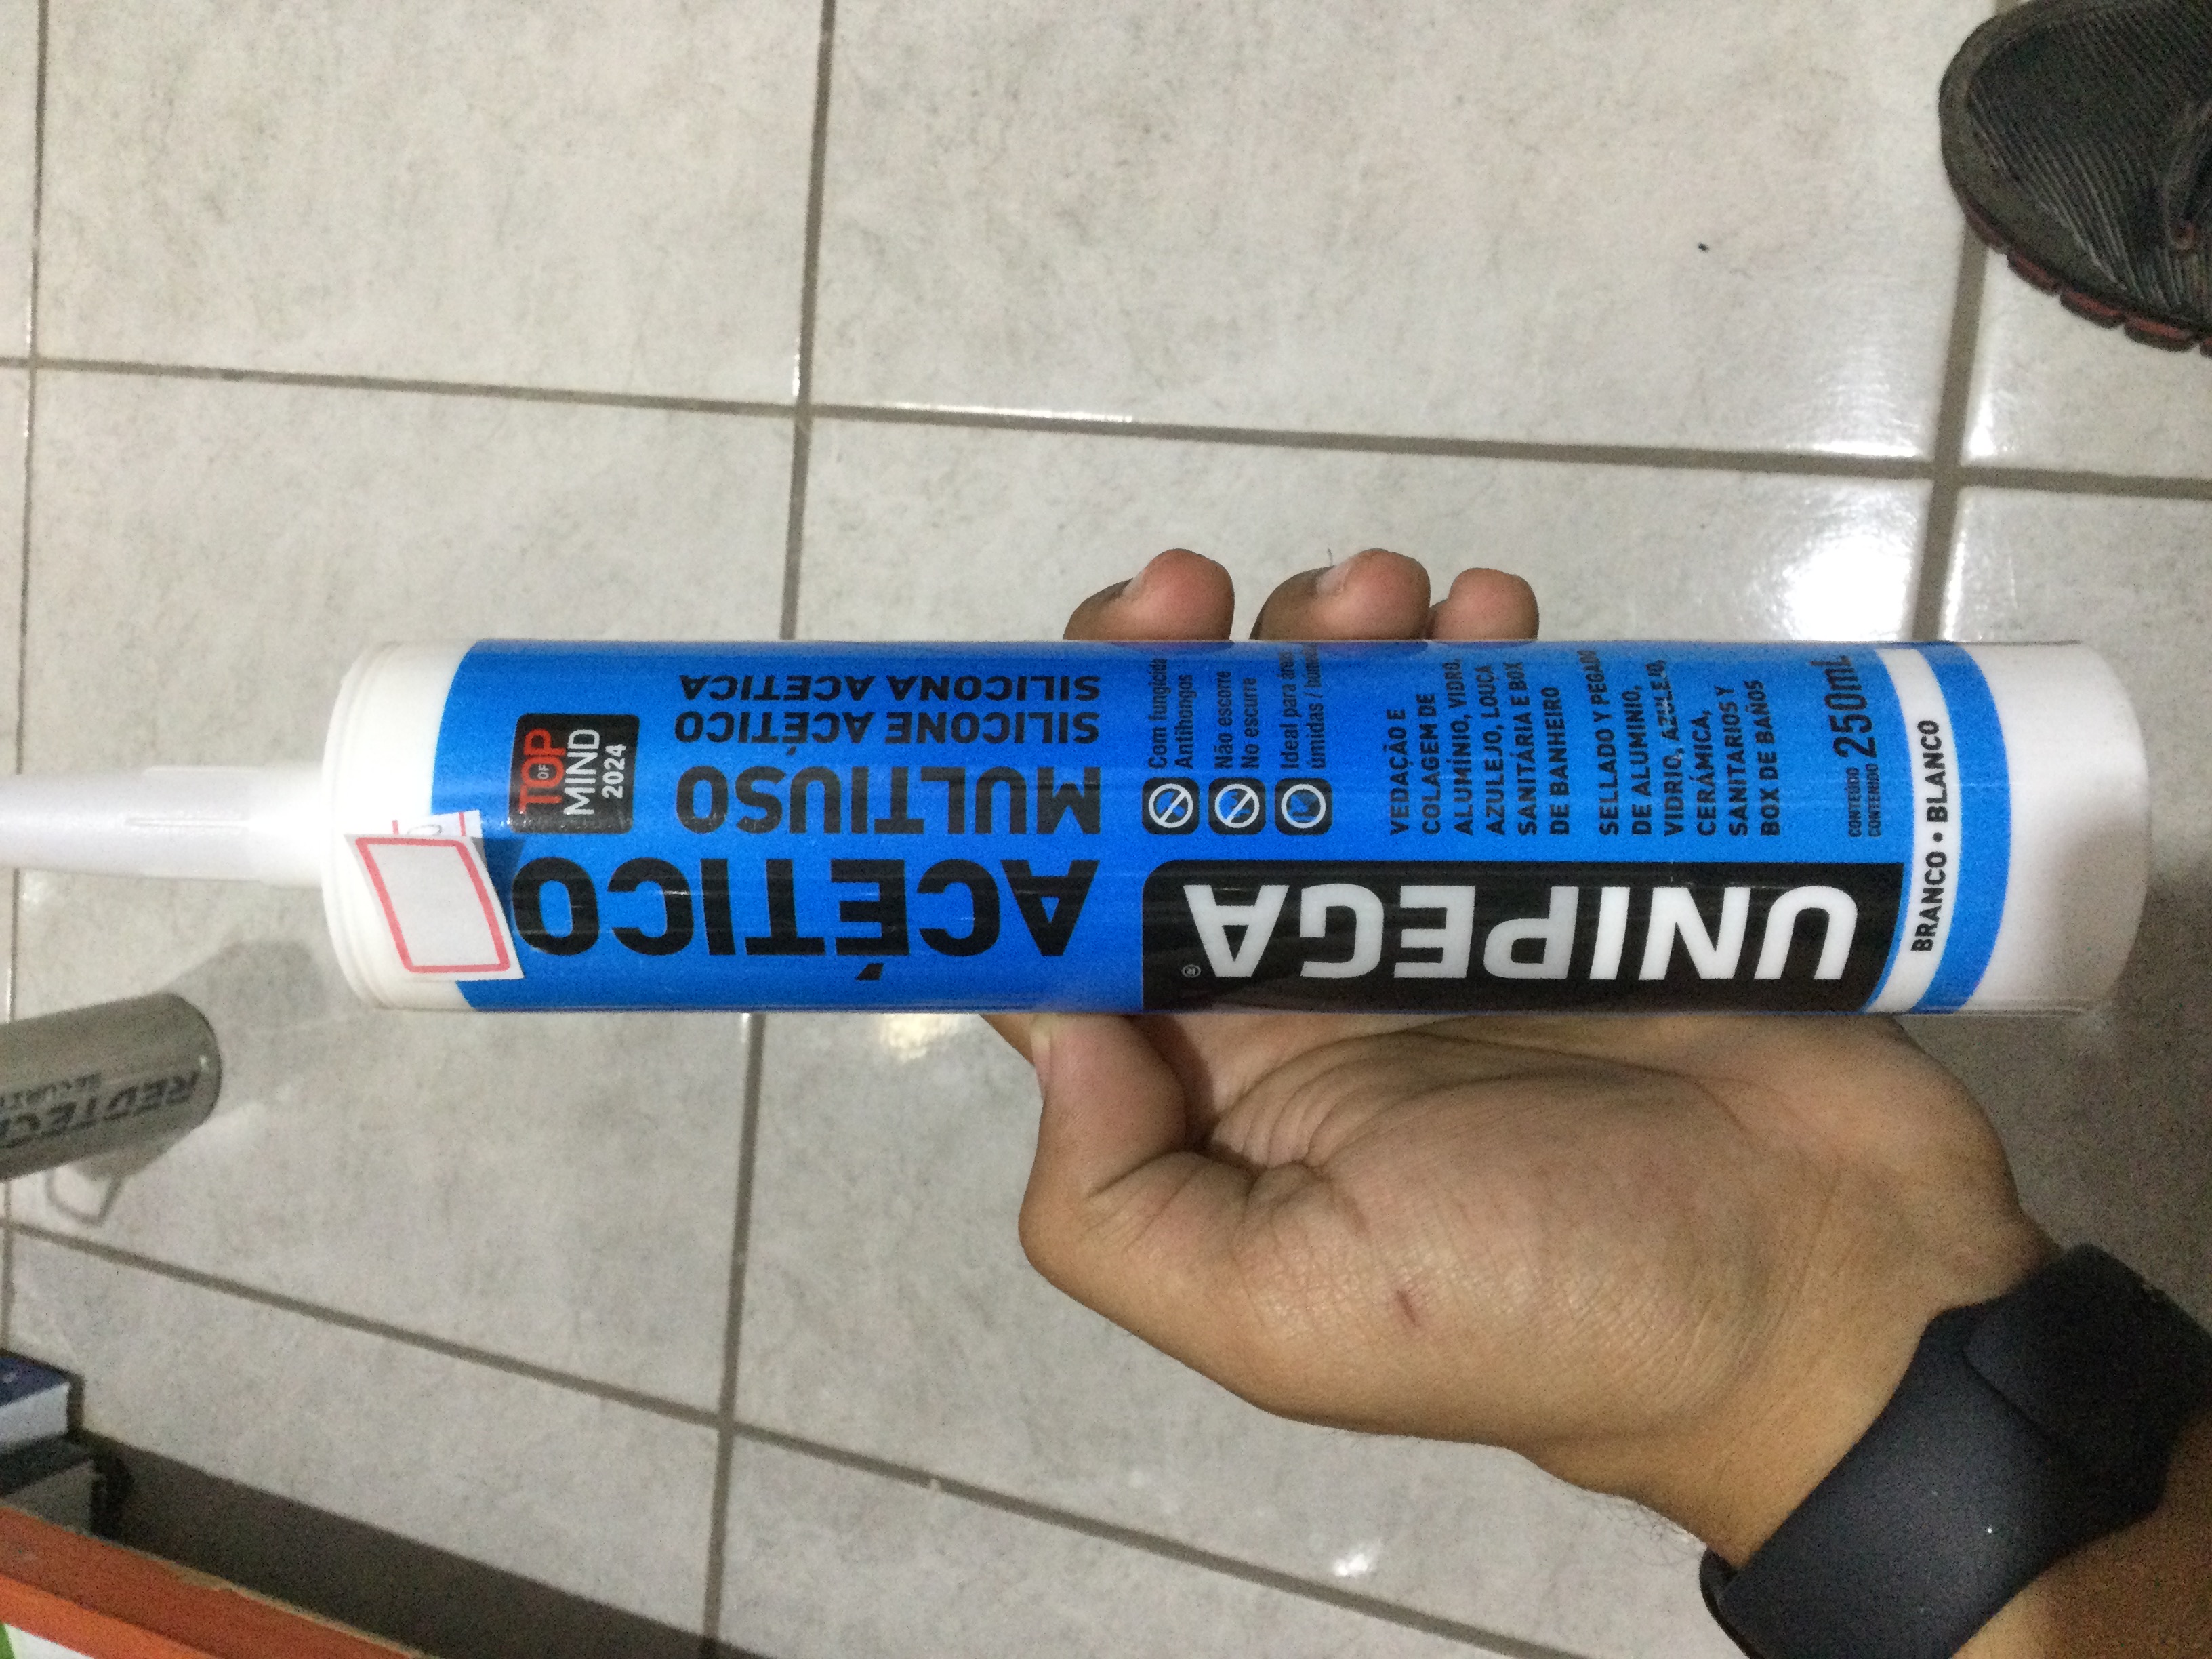 UNIPEGA®
ACÉTICO
MULTIUSO
SILICONE ACÉTICO
SILICONA ACÉTICA
TOP
OF
MIND
2024
Com fungicida
Antihongos
Não escorre
No escurre
Ideal para
úmidas /
VEDAÇÃO E
COLAGEM DE
ALUMÍNIO, VIDRO,
AZULEJO, LOUÇA
SANITÁRIA E BOX
DE BANHEIRO
SELLADO Y PEGADO
DE ALUMINIO,
VIDRIO, AZULEJO,
CERÁMICA,
SANITARIOS Y
BOX DE BAÑOS
CONTEÚDO
CONTENIDO
250mL
BRANCO • BLANCO
REDTECH